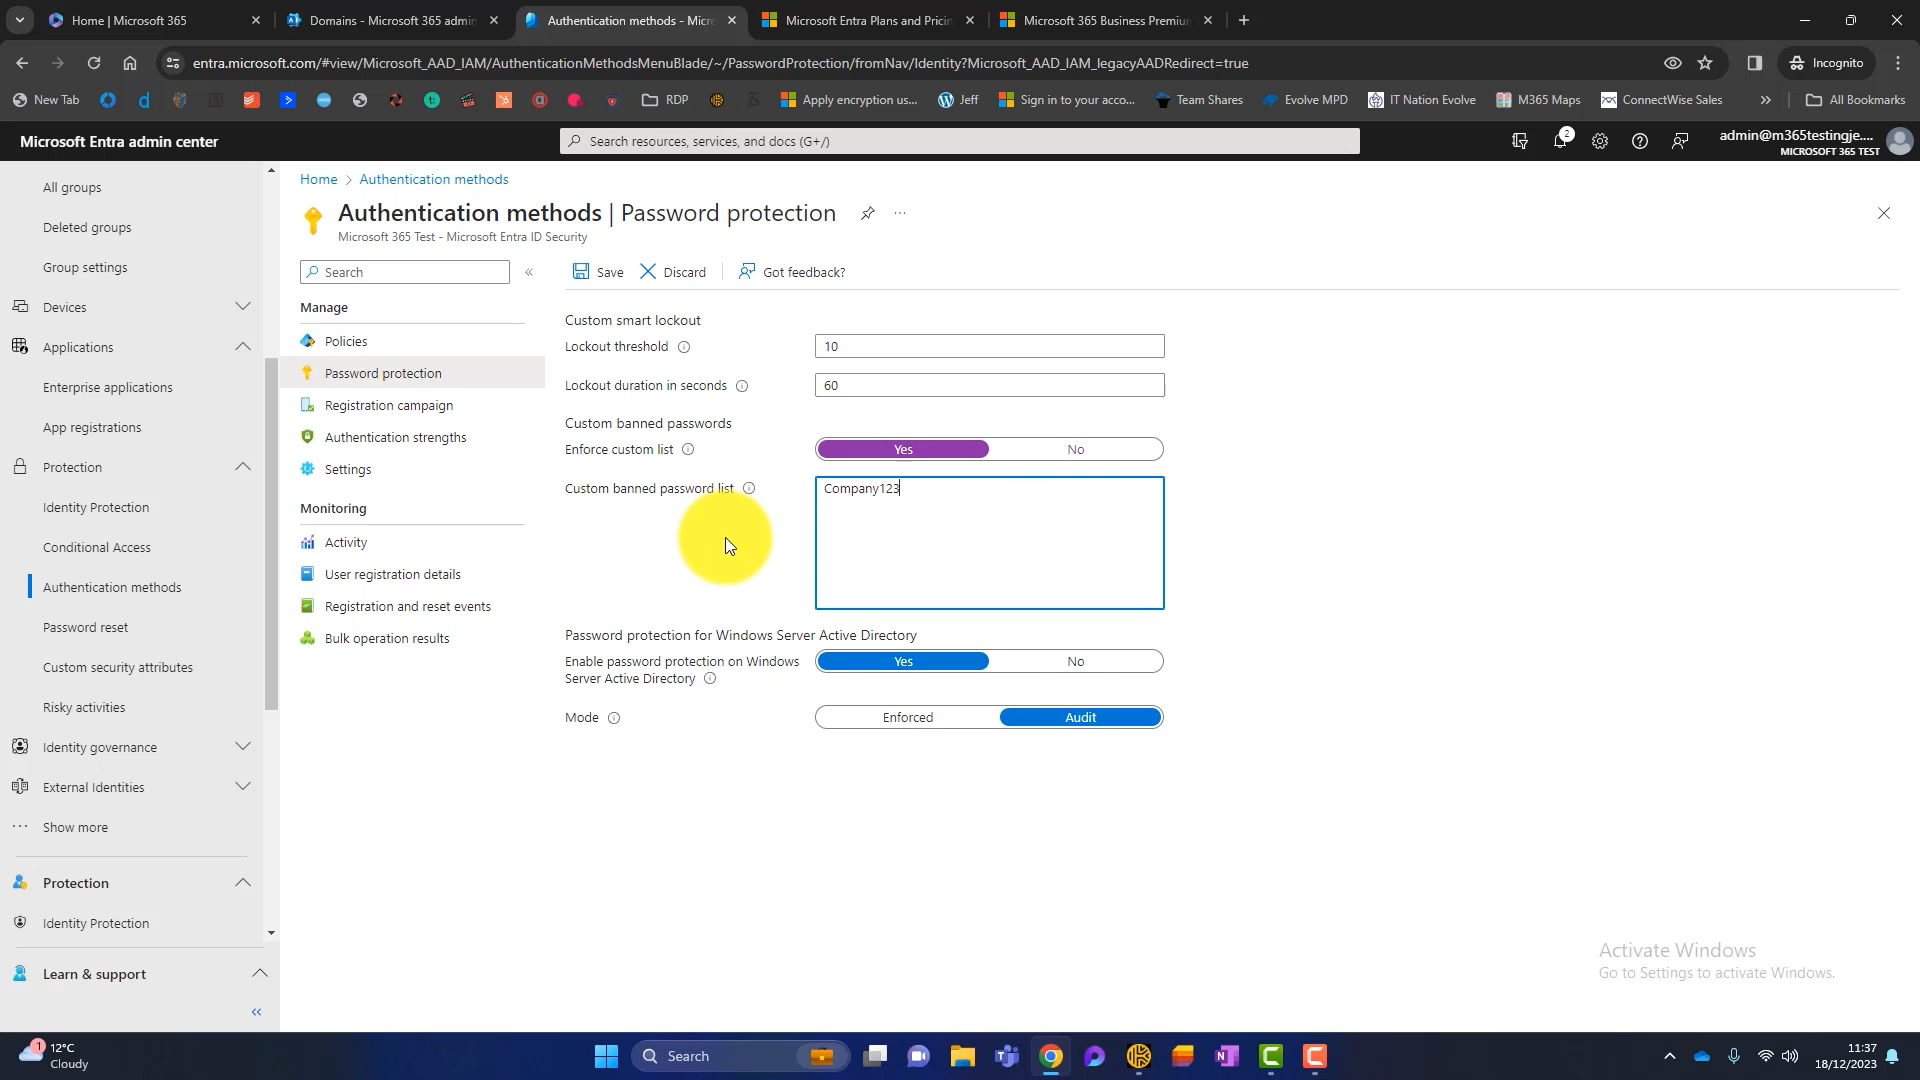 Home | Microsoft 365
Domains - Microsoft 365 admin
Authentication methods - Micr
Microsoft Entra Plans and Pricin
Microsoft 365 Business Premium
entra.microsoft.com/#view/Microsoft_AAD_IAM/AuthenticationMethodsMenuBlade/~/PasswordProtection/fromNav/Identity?Microsoft_AAD_IAM_legacyAADRedirect=true
Incognito
New Tab
RDP
Apply encryption us...
Jeff
Sign in to your acco...
Team Shares
Evolve MPD
IT Nation Evolve
M365 Maps
ConnectWise Sales
All Bookmarks
Microsoft Entra admin center
Search resources, services, and docs (G+/)
2
admin@m365testingje....
MICROSOFT 365 TEST
All groups
Deleted groups
Group settings
Devices
Applications
Enterprise applications
App registrations
Protection
Identity Protection
Conditional Access
Authentication methods
Password reset
Custom security attributes
Risky activities
Identity governance
External Identities
Show more
Protection
Identity Protection
Learn & support
Home > Authentication methods
Authentication methods | Password protection
Microsoft 365 Test - Microsoft Entra ID Security
Search
Manage
Policies
Password protection
Registration campaign
Authentication strengths
Settings
Monitoring
Activity
User registration details
Registration and reset events
Bulk operation results
Save
Discard
Got feedback?
Custom smart lockout
Lockout threshold
10
Lockout duration in seconds
60
Custom banned passwords
Enforce custom list
Yes
No
Custom banned password list
Company123
Password protection for Windows Server Active Directory
Enable password protection on Windows
Server Active Directory
Yes
No
Mode
Enforced
Audit
Activate Windows
Go to Settings to activate Windows.
1
12°C
Cloudy
Search
11:37
18/12/2023